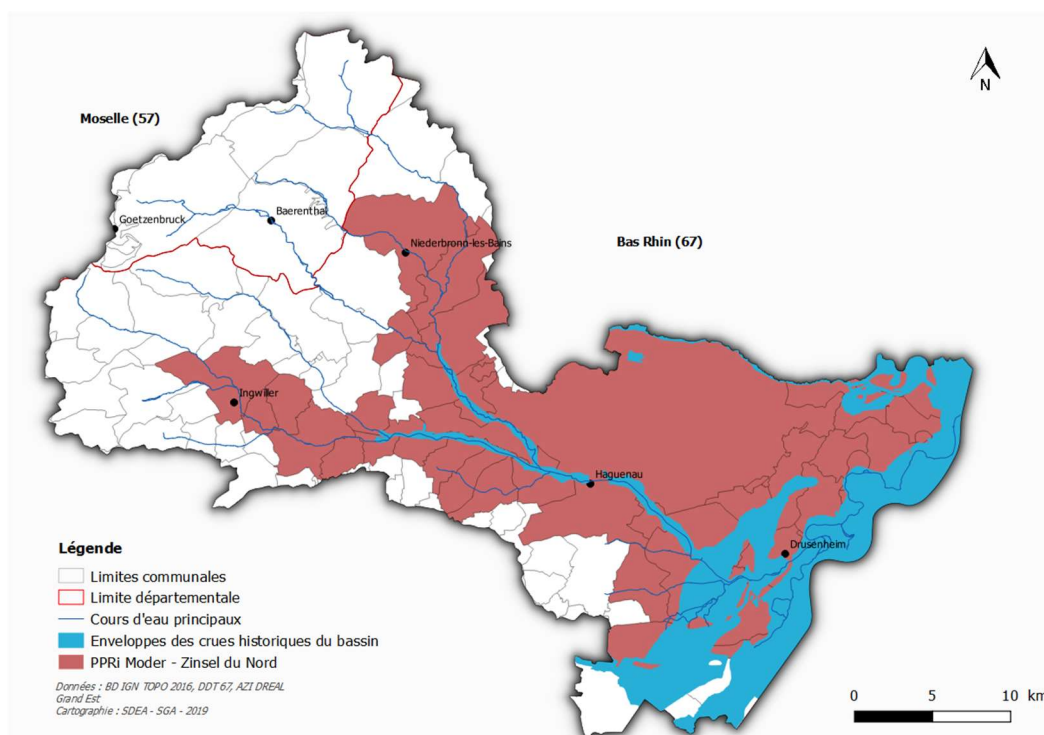 N
Moselle (57)
Goetzenbruck
Baerenthal
Niederbronn-les-Bains
Bas Rhin (67)
Ingwiller
Haguenau
Drusenheim
Légende
Limites communales
Limite départementale
Cours d'eau principaux
Enveloppes des crues historiques du bassin
PPRi Moder - Zinsel du Nord
Données : BD IGN TOPO 2016, DDT 67, AZI DREAL
Grand Est
Cartographie : SDEA - SGA - 2019
0 5 10 km